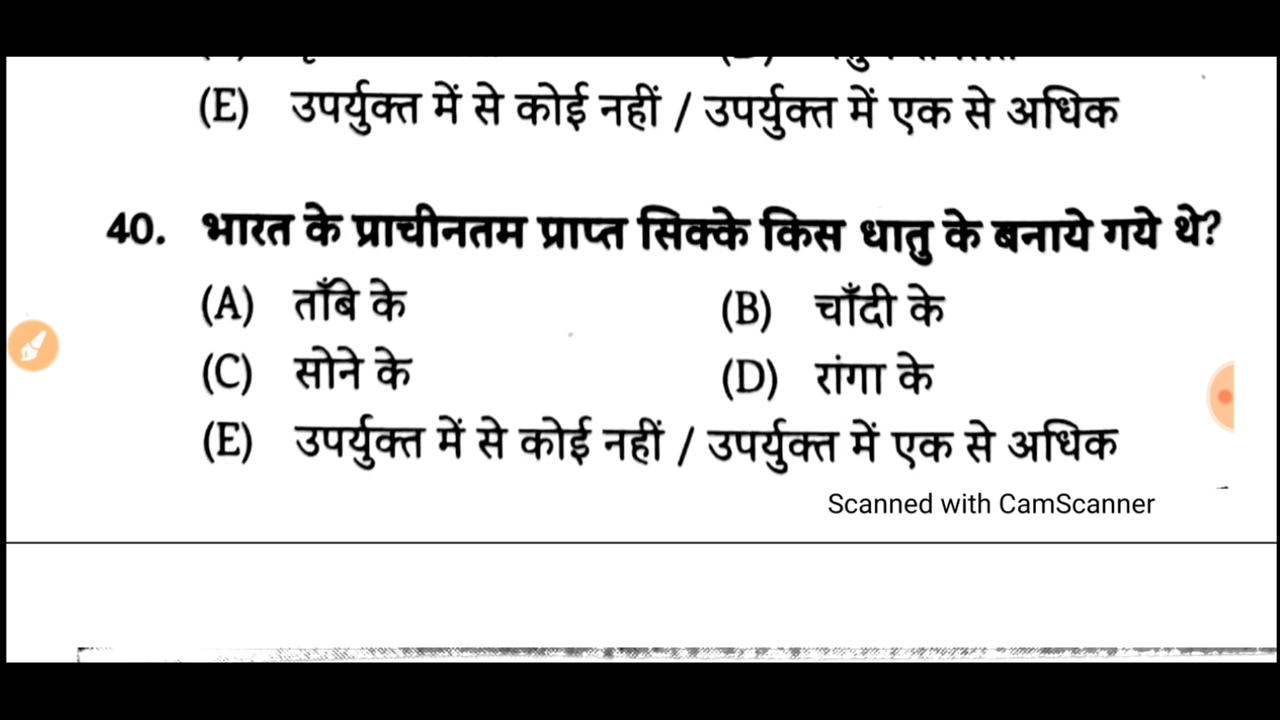 (E) उपर्युक्त में से कोई नहीं / उपर्युक्त में एक से अधिक
40. भारत के प्राचीनतम प्राप्त सिक्के किस धातु के बनाये गये थे?
(A) ताँबे के (B) चाँदी के
(C) सोने के (D) रांगा के
(E) उपर्युक्त में से कोई नहीं / उपर्युक्त में एक से अधिक
Scanned with CamScanner